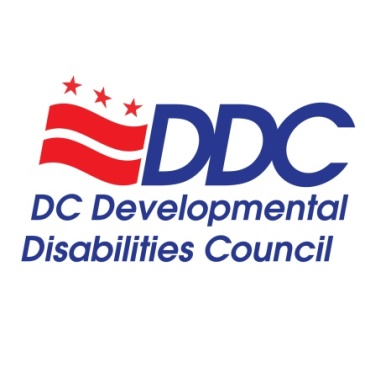 DDC
DC Developmental
Disabilities Council